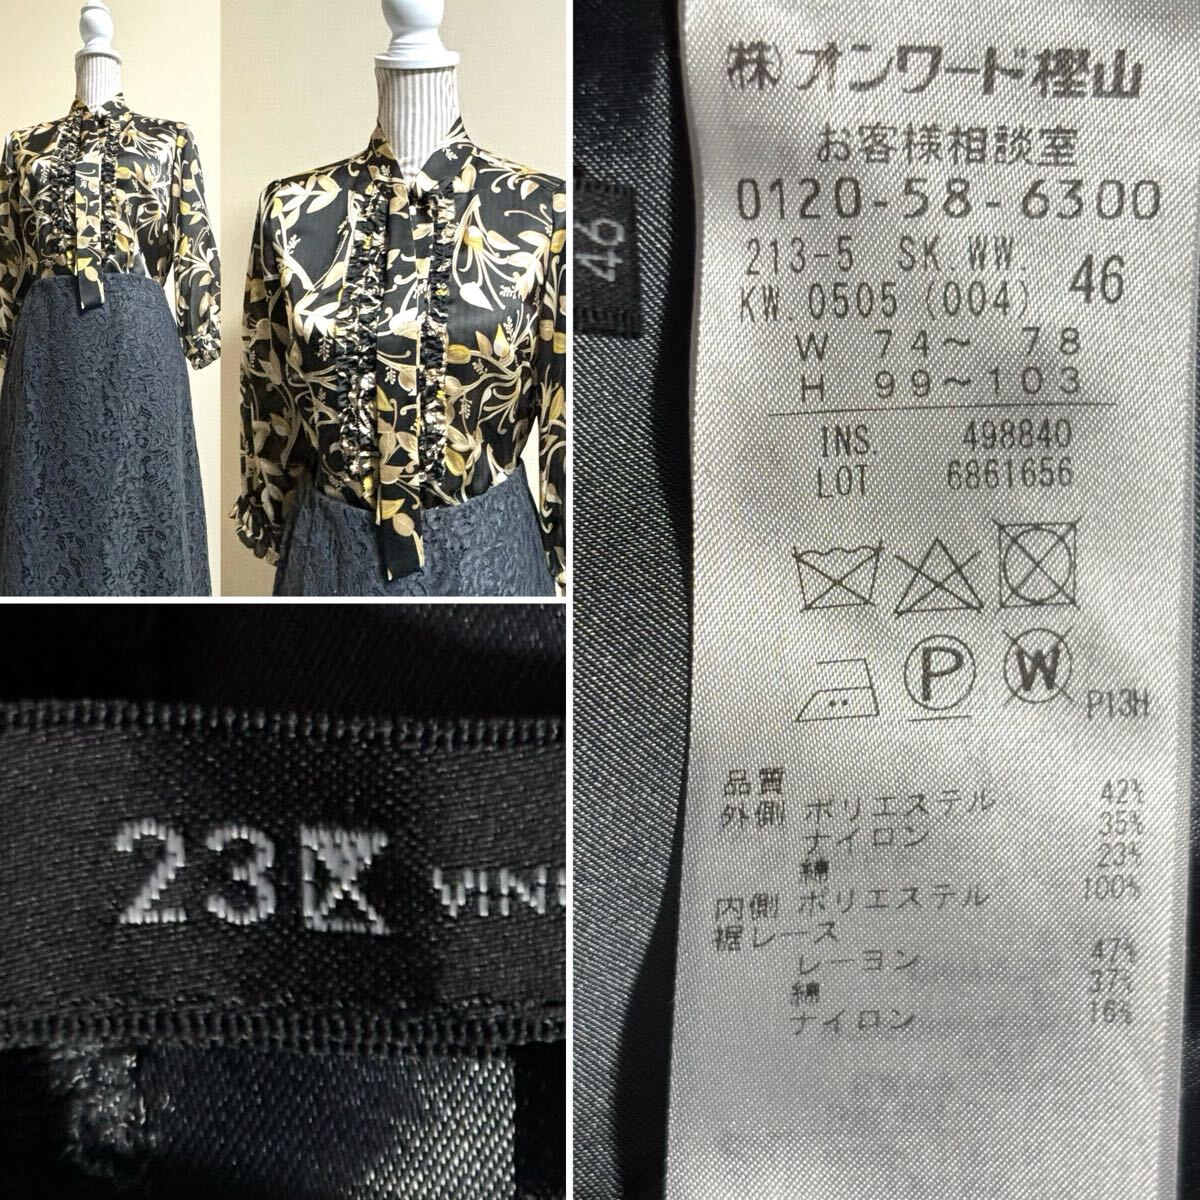 23区
46
(株)オンワード樫山
お客様相談室
0120-58-6300
213-5 SK WW
KW.0505 (004) 46
W 74~ 78
H 99~103
INS. 498840
LOT 6861656
P
W
P13H
品質
外側 ポリエステル 42%
ナイロン 35%
綿 23%
内側 ポリエステル 100%
裾レース
レーヨン 47%
綿 37%
ナイロン 16%